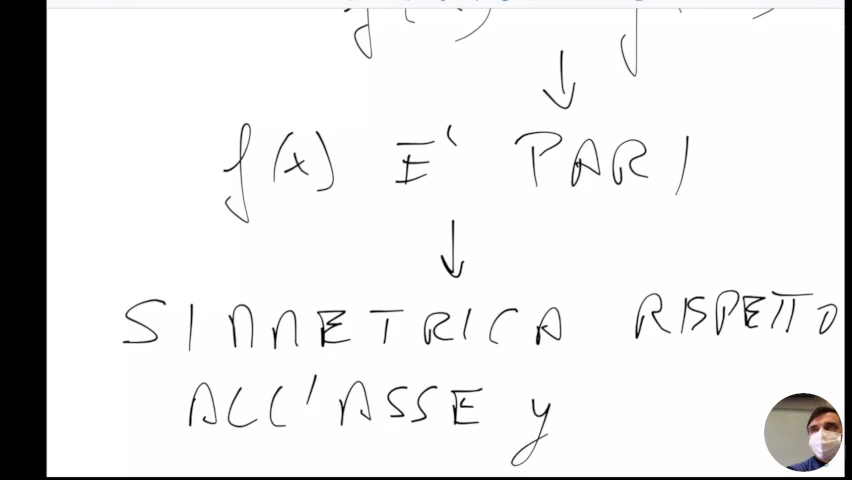 f(x) E' PARI
SIMMETRICA RISPETTO
ALL'ASSE y